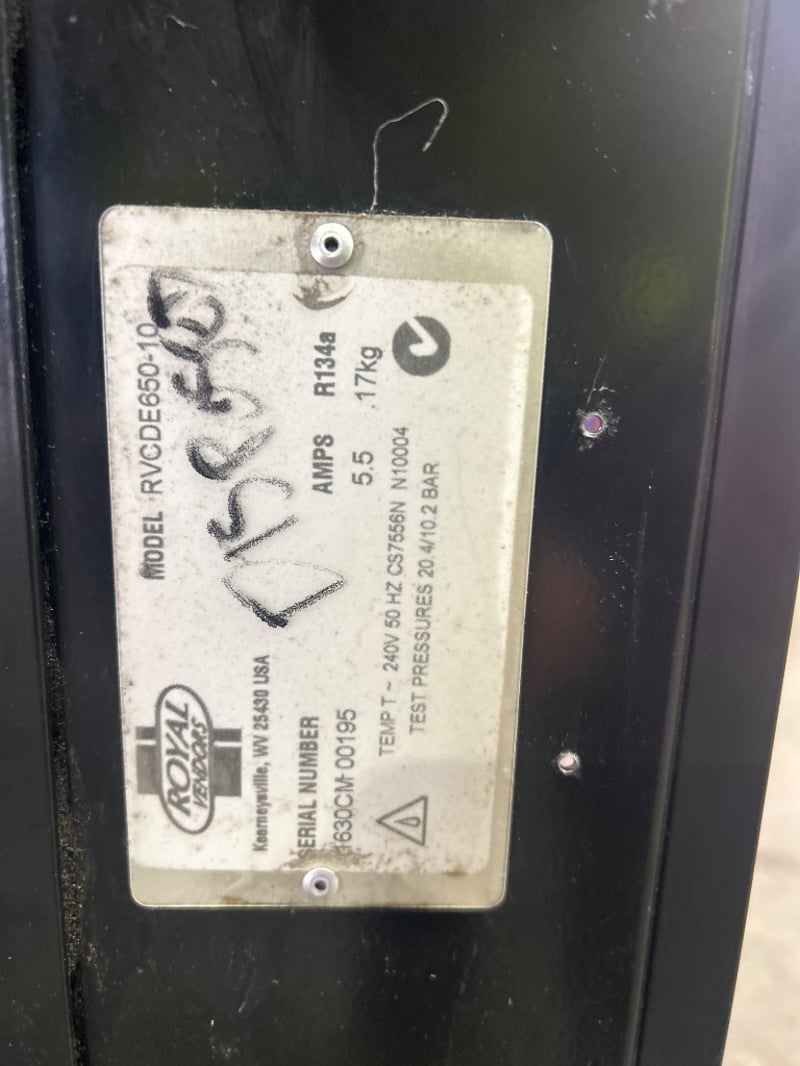 ROYAL
VENDORS
MODEL RVCDE650-10
Kearneysville, WV 25430 USA
SERIAL NUMBER
1630CM 00195
AMPS R134a
5.5 .17kg
TEMP T ~ 240V 50 HZ CS7556N N10004
TEST PRESSURES 20.4/10.2 BAR